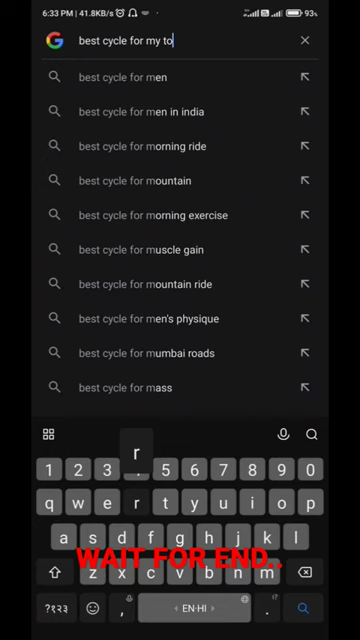 6:33 PM | 41.8KB/s
93%
best cycle for my to
best cycle for men
best cycle for men in india
best cycle for morning ride
best cycle for mountain
best cycle for morning exercise
best cycle for muscle gain
best cycle for mountain ride
best cycle for men's physique
best cycle for mumbai roads
best cycle for mass
r
1 2 3 5 6 7 8 9 0
q w e r t y u i o p
a s d f g h j k l
WAIT FOR END..
z x c v b n m
?१२३ , EN·HI .